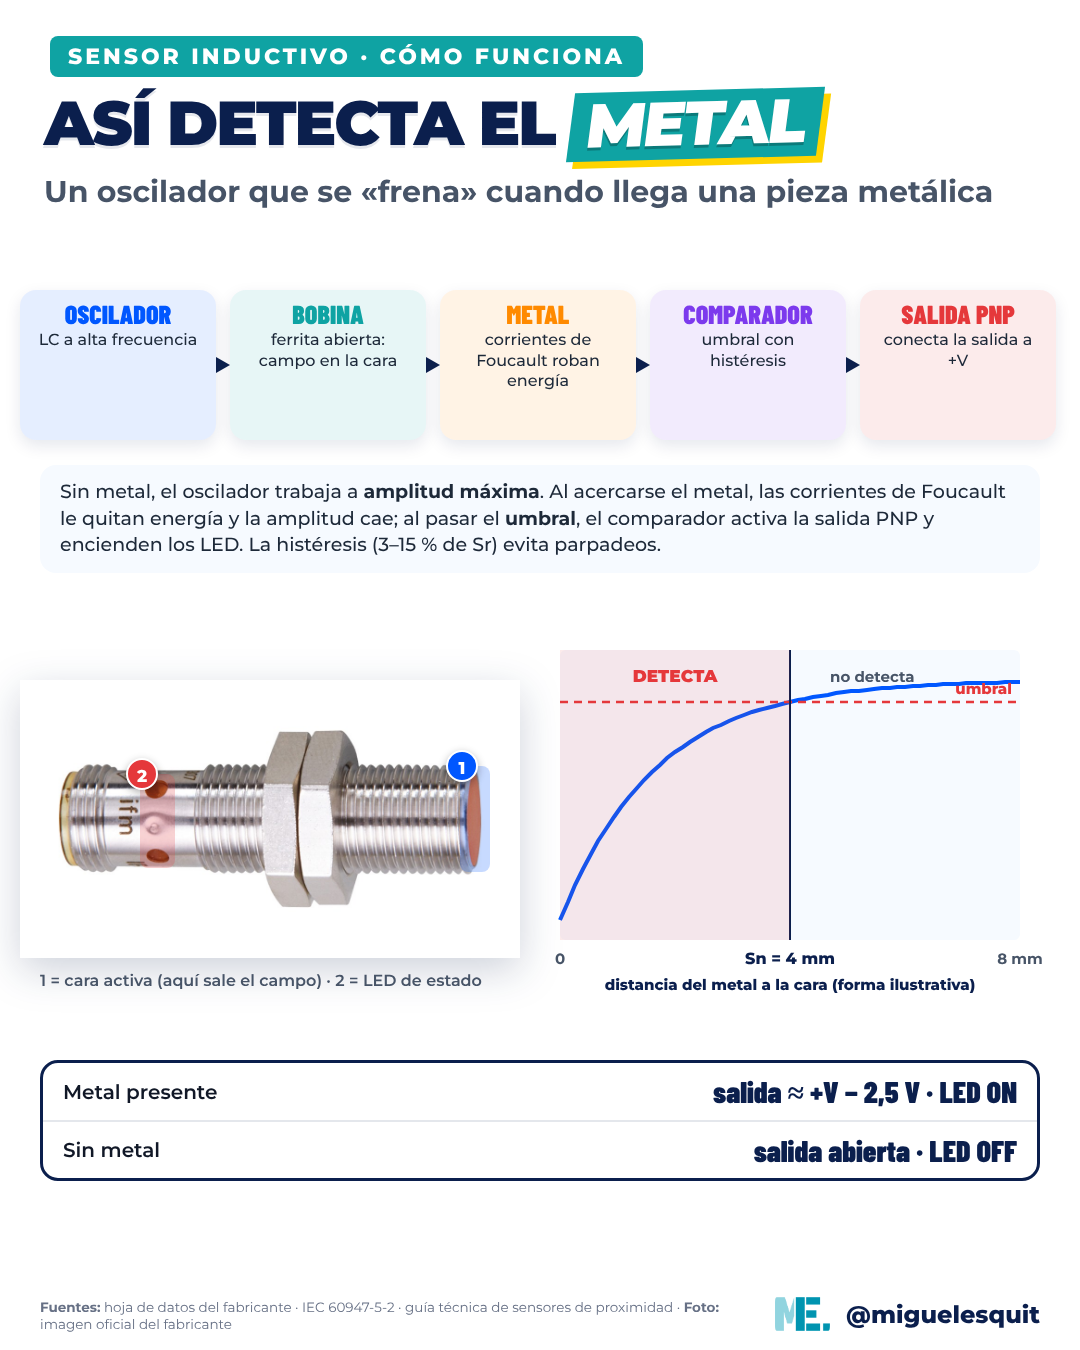 SENSOR INDUCTIVO · CÓMO FUNCIONA
ASÍ DETECTA EL METAL
Un oscilador que se «frena» cuando llega una pieza metálica
OSCILADOR
LC a alta frecuencia
BOBINA
ferrita abierta:
campo en la cara
METAL
corrientes de
Foucault roban
energía
COMPARADOR
umbral con
histéresis
SALIDA PNP
conecta la salida a
+V
Sin metal, el oscilador trabaja a amplitud máxima. Al acercarse el metal, las corrientes de Foucault
le quitan energía y la amplitud cae; al pasar el umbral, el comparador activa la salida PNP y
encienden los LED. La histéresis (3–15 % de Sr) evita parpadeos.
2
1
ifm
1 = cara activa (aquí sale el campo) · 2 = LED de estado
DETECTA
no detecta
umbral
0
Sn = 4 mm
8 mm
distancia del metal a la cara (forma ilustrativa)
Metal presente
salida ≈ +V − 2,5 V · LED ON
Sin metal
salida abierta · LED OFF
Fuentes: hoja de datos del fabricante · IEC 60947-5-2 · guía técnica de sensores de proximidad · Foto:
imagen oficial del fabricante
ME.
@miguelesquit